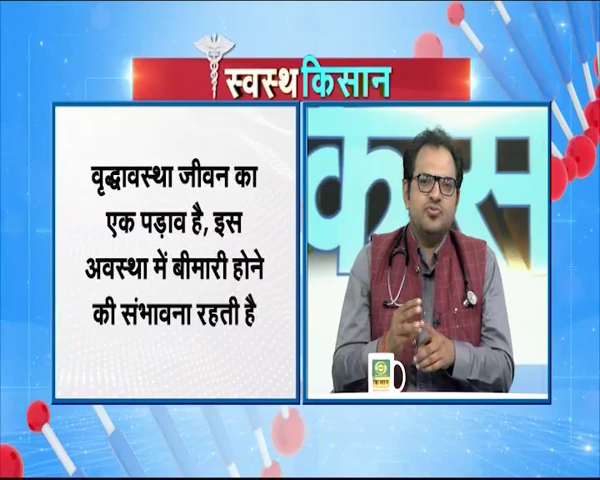 स्वस्थ किसान
वृद्धावस्था जीवन का
एक पड़ाव है, इस
अवस्था में बीमारी होने
की संभावना रहती है
किसान